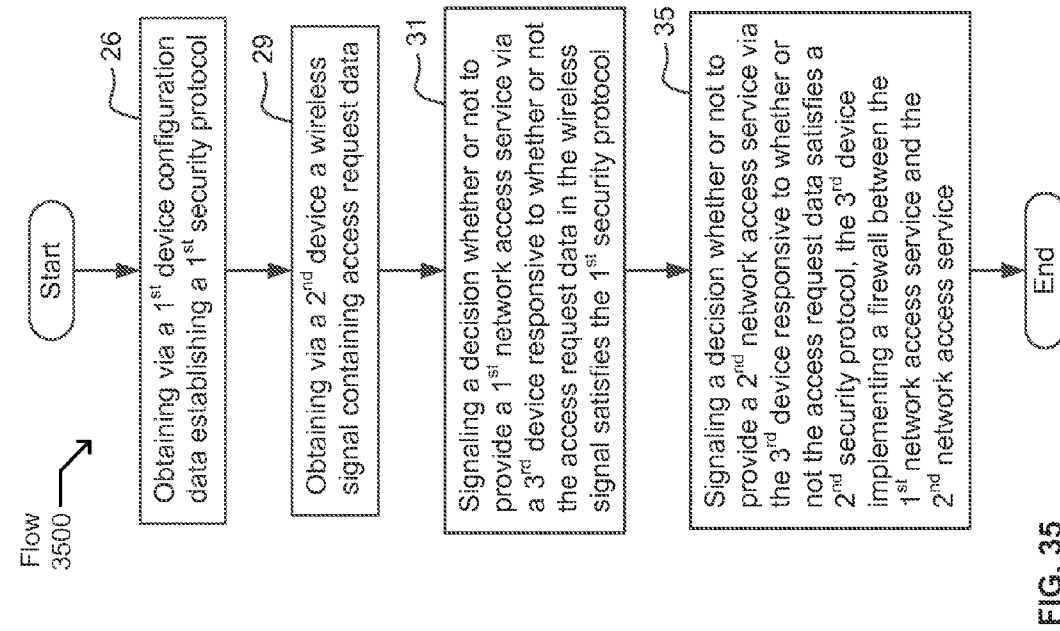 Flow
3500
Start
26
Obtaining via a 1st device configuration
data establishing a 1st security protocol
29
Obtaining via a 2nd device a wireless
signal containing access request data
31
Signaling a decision whether or not to
provide a 1st network access service via
a 3rd device responsive to whether or not
the access request data in the wireless
signal satisfies the 1st security protocol
35
Signaling a decision whether or not to
provide a 2nd network access service via
the 3rd device responsive to whether or
not the access request data satisfies a
2nd security protocol, the 3rd device
implementing a firewall between the
1st network access service and the
2nd network access service
End
FIG. 35